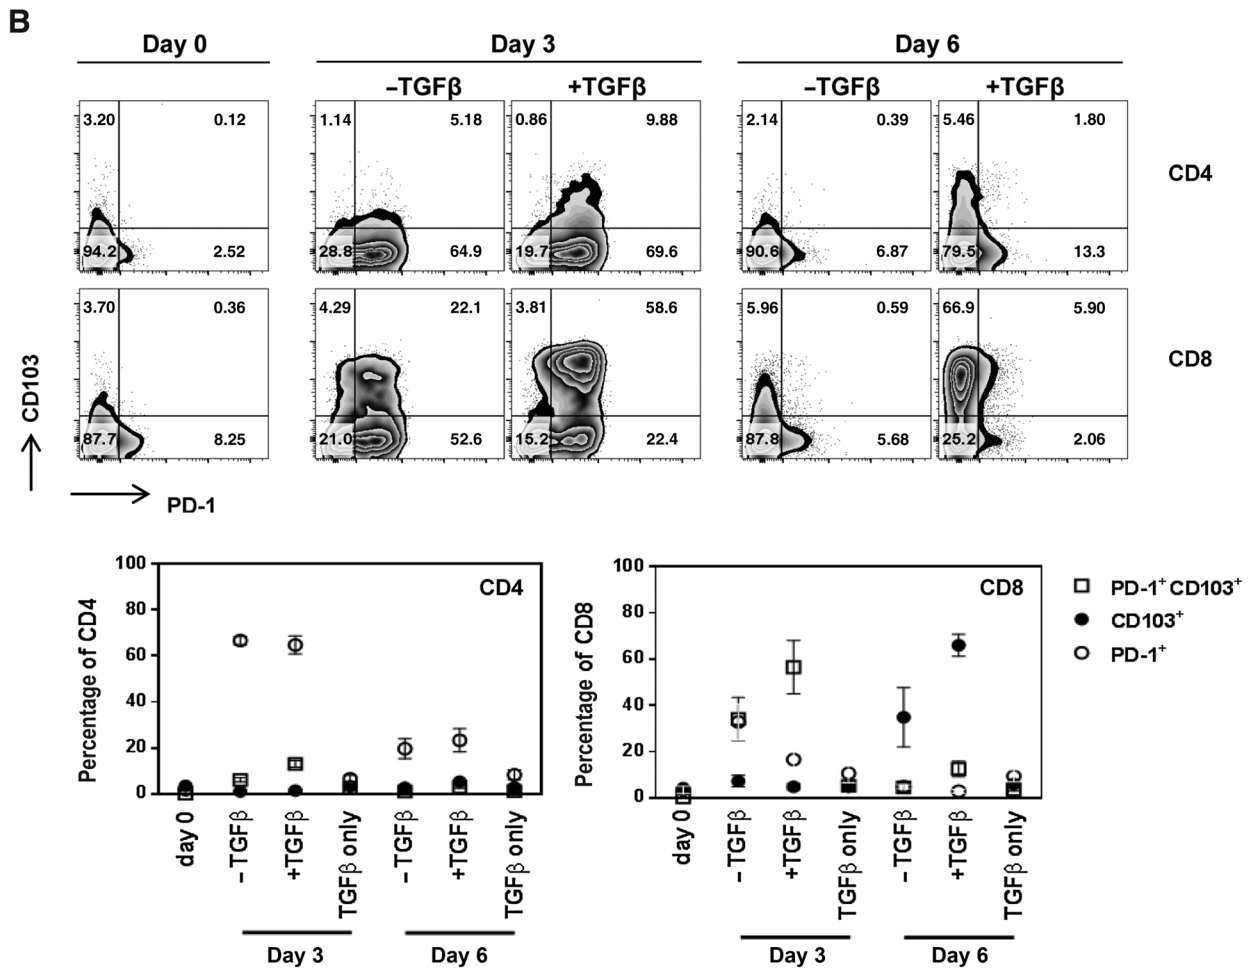 B
Day 0
Day 3
Day 6
–TGFβ
+TGFβ
–TGFβ
+TGFβ
3.20 0.12
1.14 5.18
0.86 9.88
2.14 0.39
5.46 1.80
CD4
94.2 2.52
28.8 64.9
19.7 69.6
90.6 6.87
79.5 13.3
3.70 0.36
4.29 22.1
3.81 58.6
5.96 0.59
66.9 5.90
CD8
87.7 8.25
21.0 52.6
15.2 22.4
87.8 5.68
25.2 2.06
CD103
PD-1
Percentage of CD4
100
80
60
40
20
0
CD4
day 0
– TGFβ
+TGFβ
TGFβ only
– TGFβ
+TGFβ
TGFβ only
Day 3
Day 6
Percentage of CD8
100
80
60
40
20
0
CD8
day 0
– TGFβ
+TGFβ
TGFβ only
– TGFβ
+TGFβ
TGFβ only
Day 3
Day 6
PD-1⁺ CD103⁺
CD103⁺
PD-1⁺